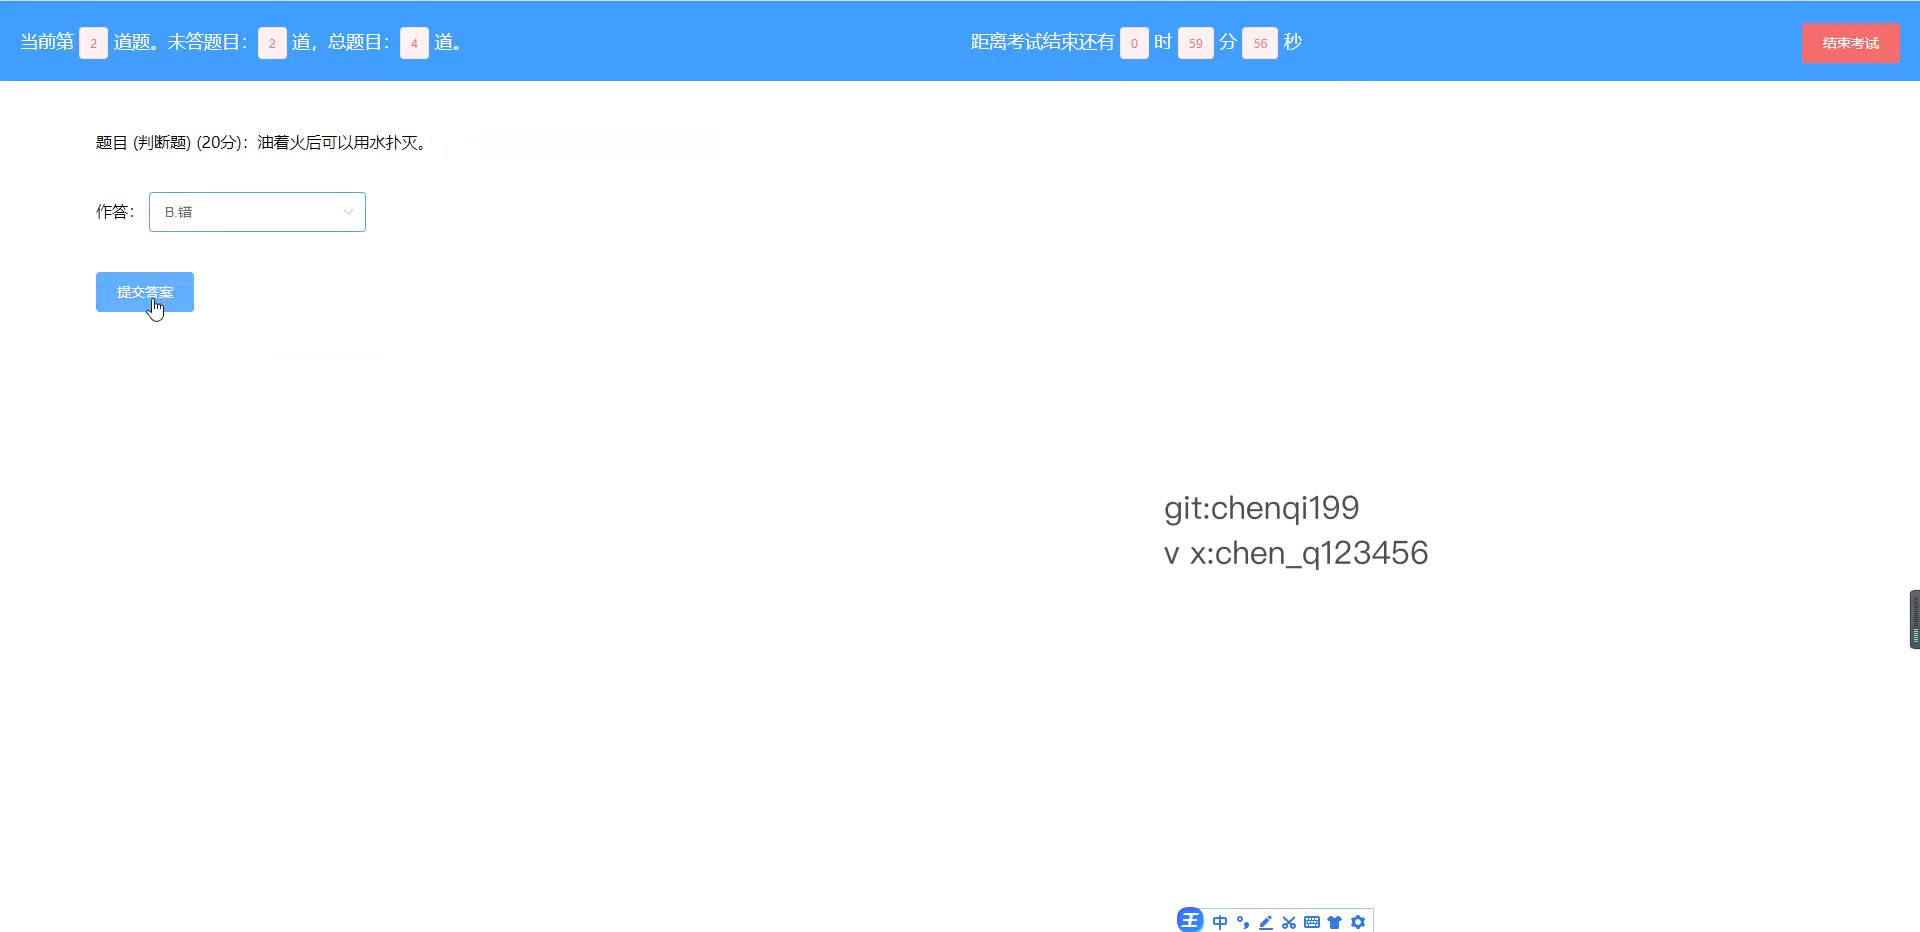 当前第 2 道题。未答题目：2 道，总题目：4 道。
距离考试结束还有 0 时 59 分 56 秒
结束考试
题目 (判断题) (20分)：油着火后可以用水扑灭。
作答： B.错
提交答案
git:chenqi199
v x:chen_q123456
王 中